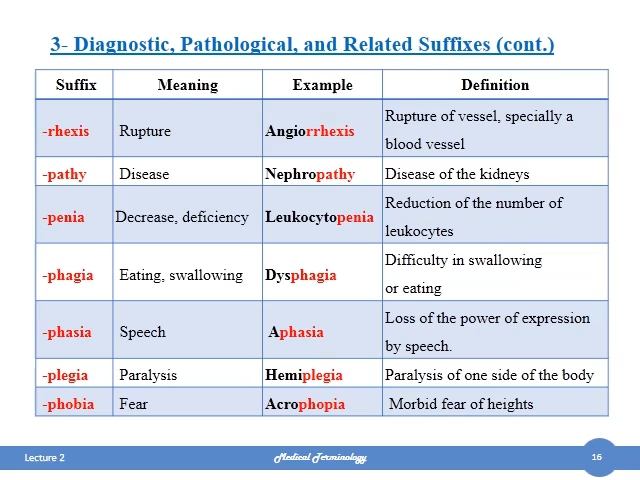 3- Diagnostic, Pathological, and Related Suffixes (cont.)
Suffix Meaning Example Definition
-rhexis Rupture Angiorrhexis Rupture of vessel, specially a
blood vessel
-pathy Disease Nephropathy Disease of the kidneys
-penia Decrease, deficiency Leukocytopenia Reduction of the number of
leukocytes
-phagia Eating, swallowing Dysphagia Difficulty in swallowing
or eating
-phasia Speech Aphasia Loss of the power of expression
by speech.
-plegia Paralysis Hemiplegia Paralysis of one side of the body
-phobia Fear Acrophopia Morbid fear of heights
Lecture 2 Medical Terminology 16